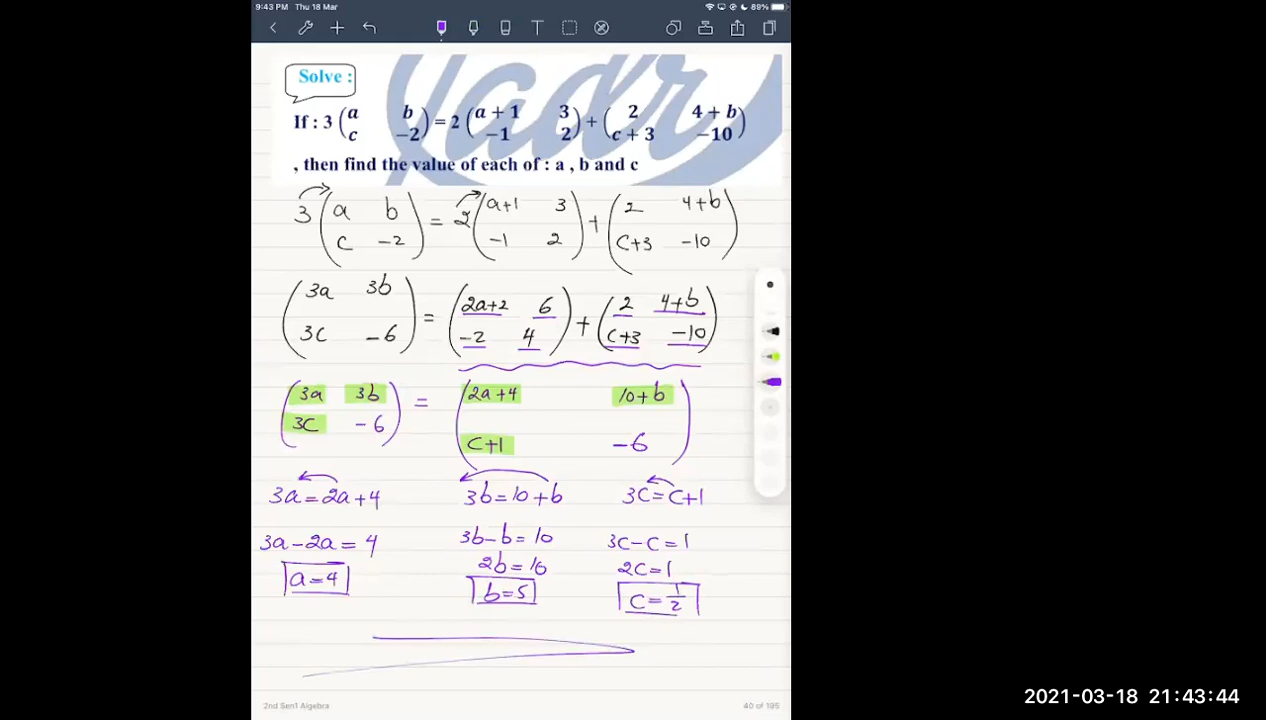 9:43 PM Thu 18 Mar 89%
T
Solve :
If : 3 (a b) = 2 (a + 1 3) + (2 4 + b)
(c −2) (−1 2) (c + 3 −10)
, then find the value of each of : a , b and c
3 (a b) = 2 (a+1 3) + (2 4+b)
(c −2) (−1 2) (c+3 −10)
(3a 3b) = (2a+2 6) + (2 4+b)
(3c −6) (−2 4) (c+3 −10)
(3a 3b) = (2a+4 10+b)
(3c −6) (c+1 −6)
3a=2a+4 3b=10+b 3c=c+1
3a−2a=4 3b−b=10 3c−c=1
a=4 2b=10 2c=1
b=5 c=1/2
2nd Sen1 Algebra 40 of 195
2021-03-18 21:43:44